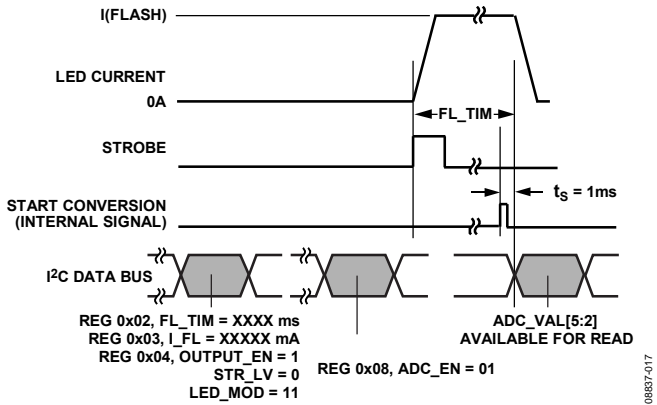 I(FLASH)
LED CURRENT
0A
FL_TIM
STROBE
START CONVERSION
(INTERNAL SIGNAL)
tS = 1ms
I2C DATA BUS
REG 0x02, FL_TIM = XXXX ms
REG 0x03, I_FL = XXXXX mA
REG 0x04, OUTPUT_EN = 1
STR_LV = 0
LED_MOD = 11
REG 0x08, ADC_EN = 01
ADC_VAL[5:2]
AVAILABLE FOR READ
08837-017